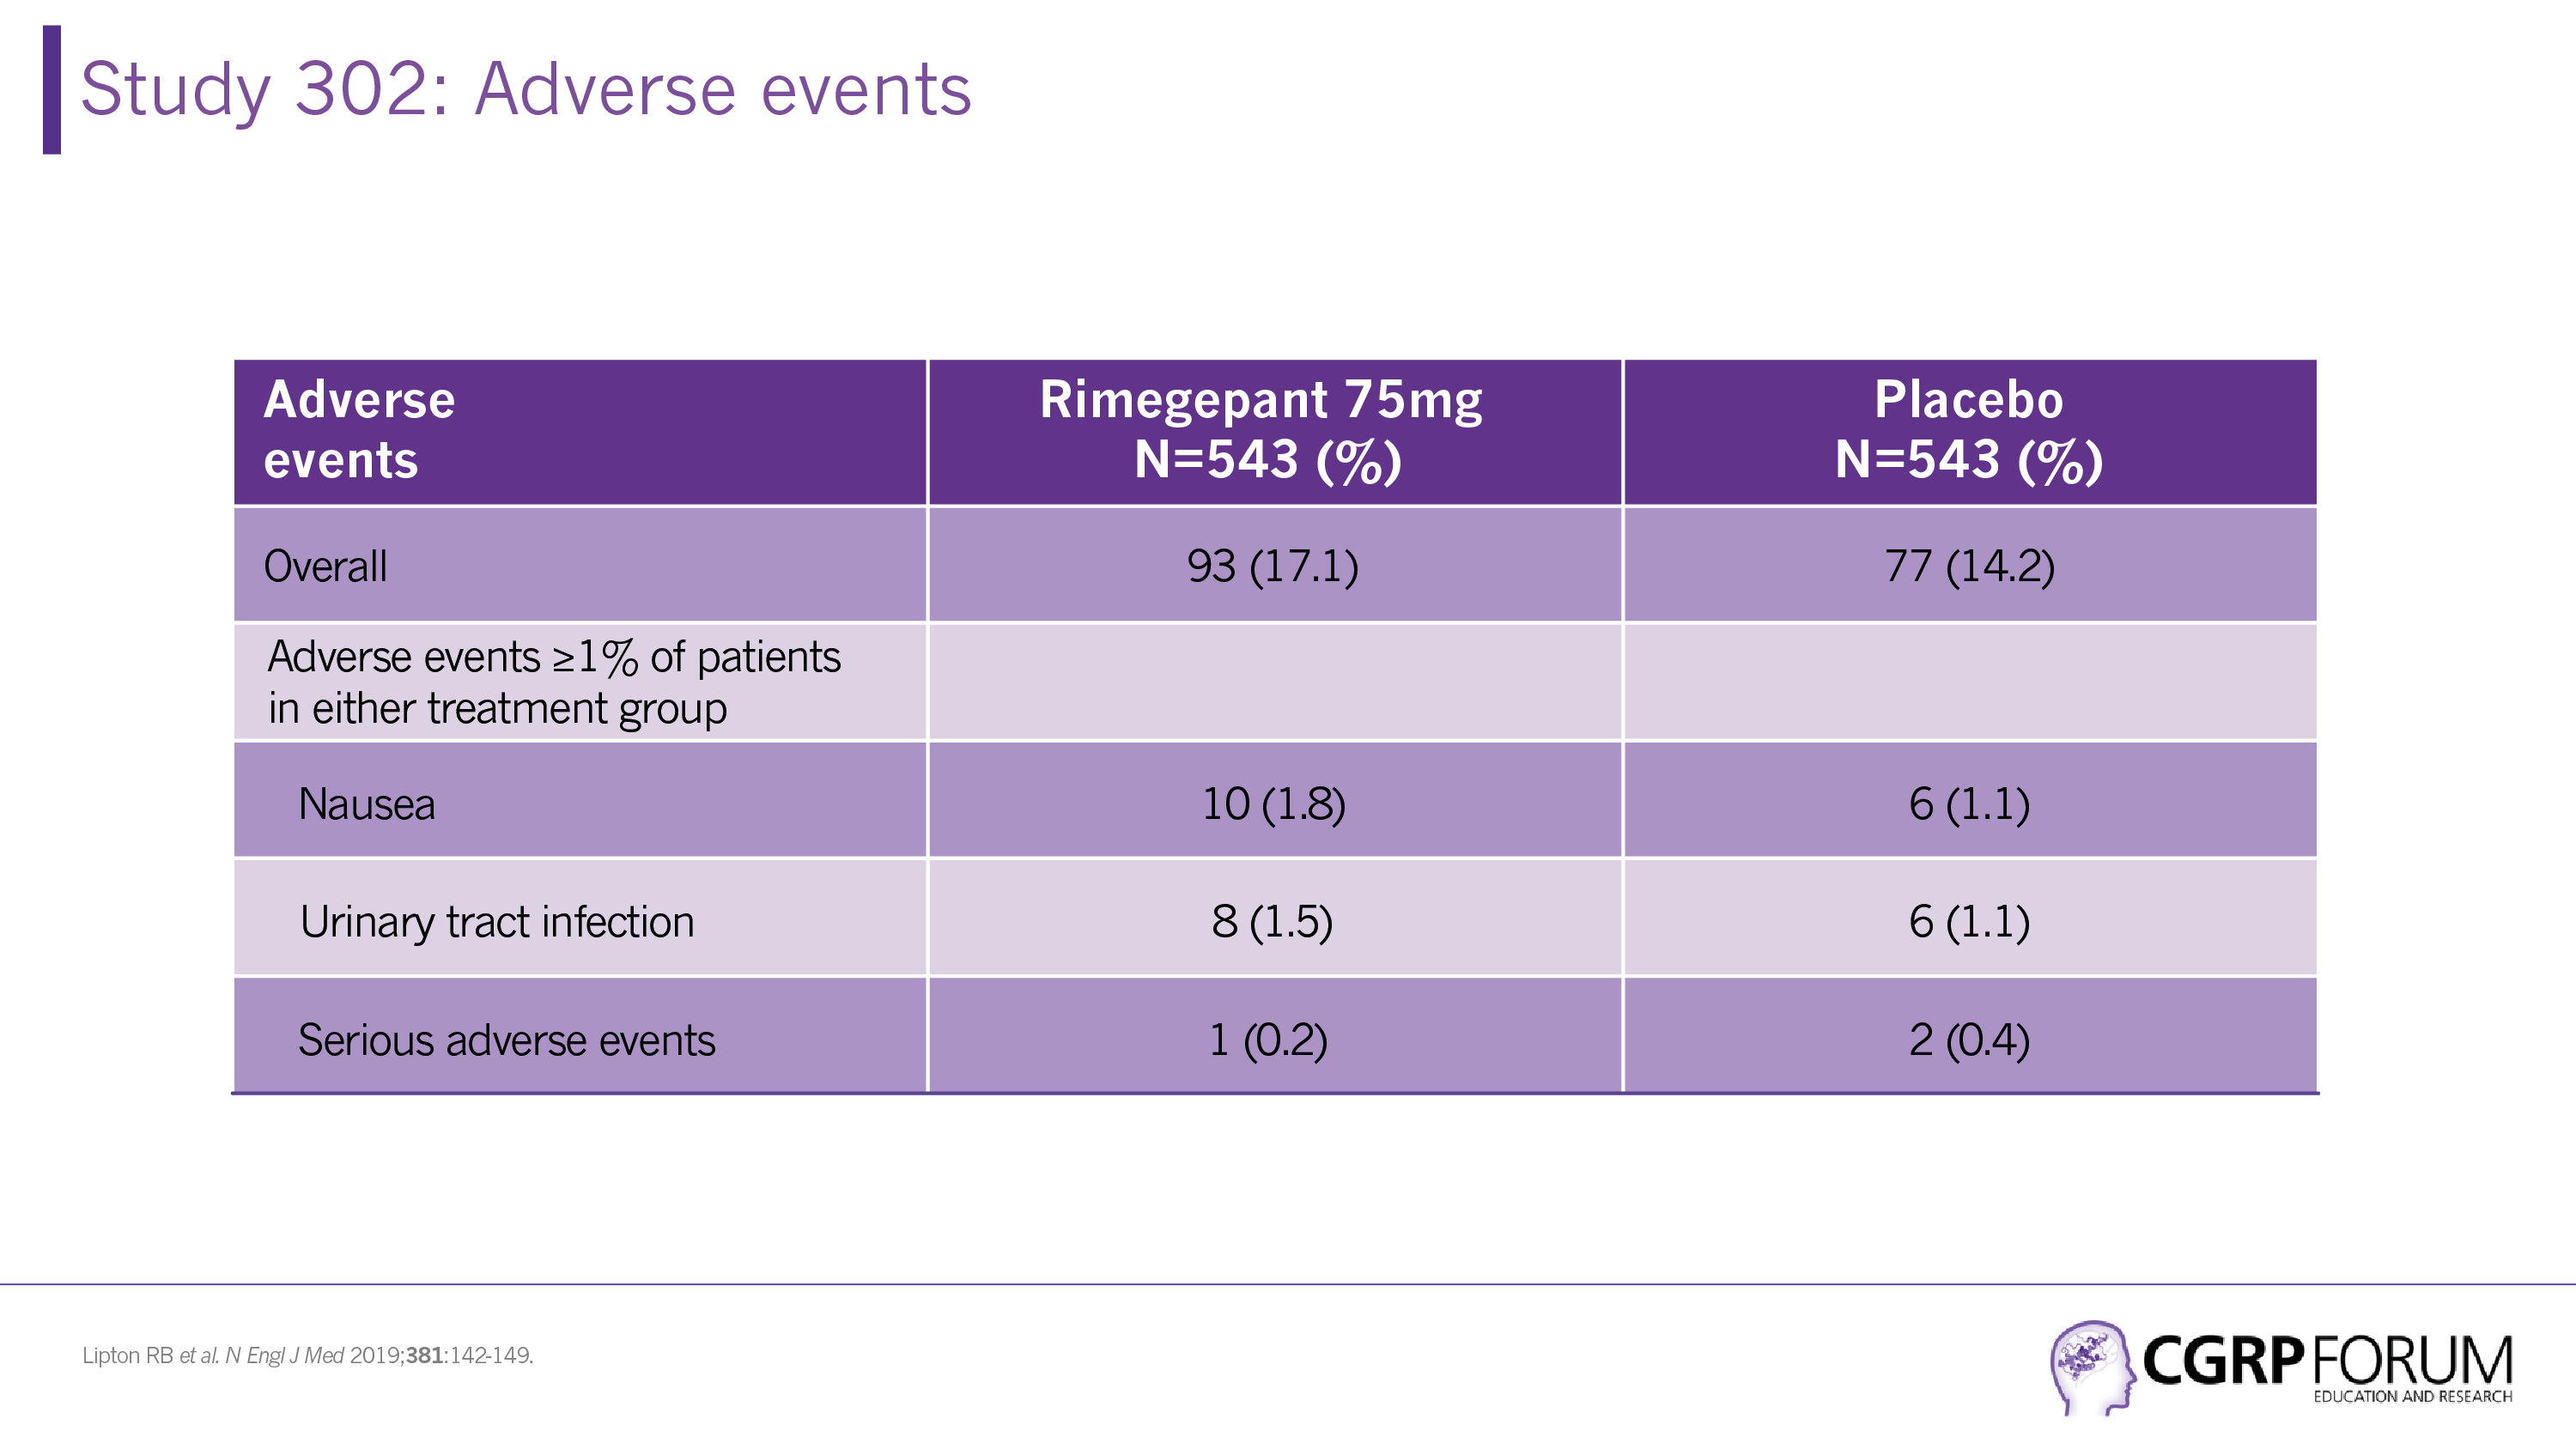 Study 302: Adverse events
Adverse
events
Rimegepant 75mg
N=543 (%)
Placebo
N=543 (%)
Overall
93 (17.1)
77 (14.2)
Adverse events ≥1% of patients
in either treatment group
Nausea
10 (1.8)
6 (1.1)
Urinary tract infection
8 (1.5)
6 (1.1)
Serious adverse events
1 (0.2)
2 (0.4)
Lipton RB et al. N Engl J Med 2019;381:142-149.
CGRP FORUM
EDUCATION AND RESEARCH